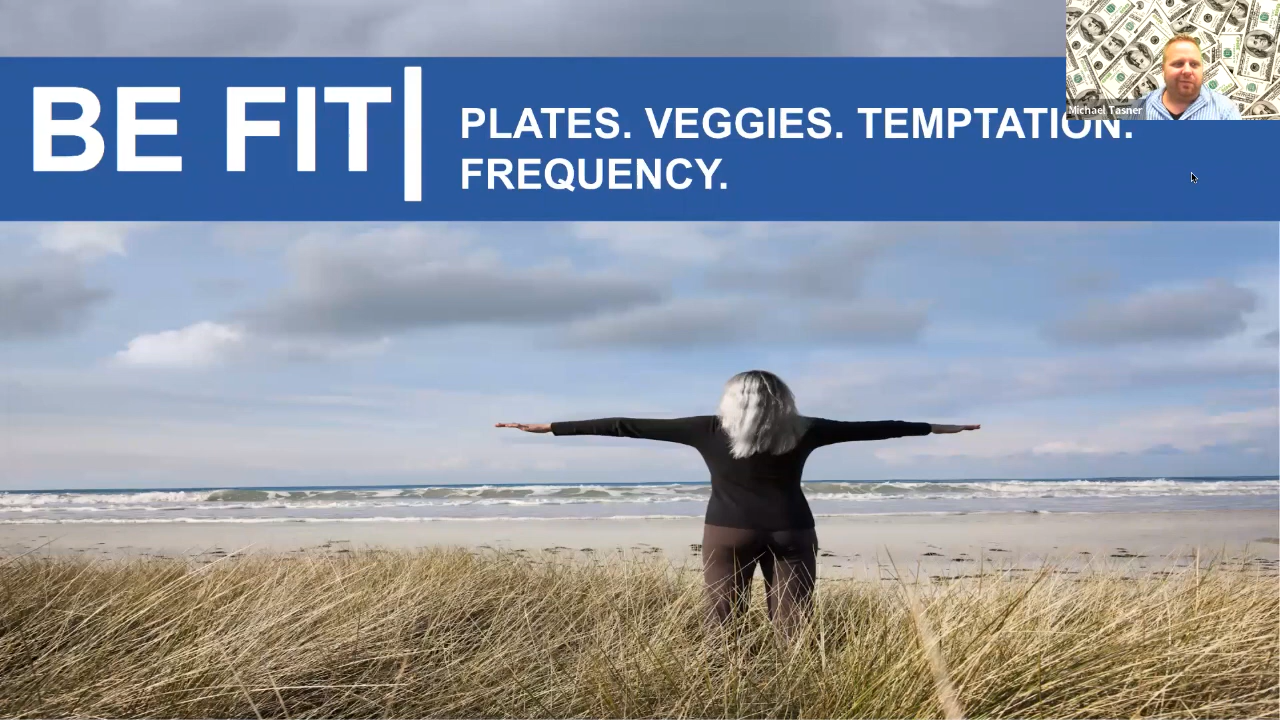 BE FIT
PLATES. VEGGIES. TEMPTATION.
FREQUENCY.
Michael Tasner